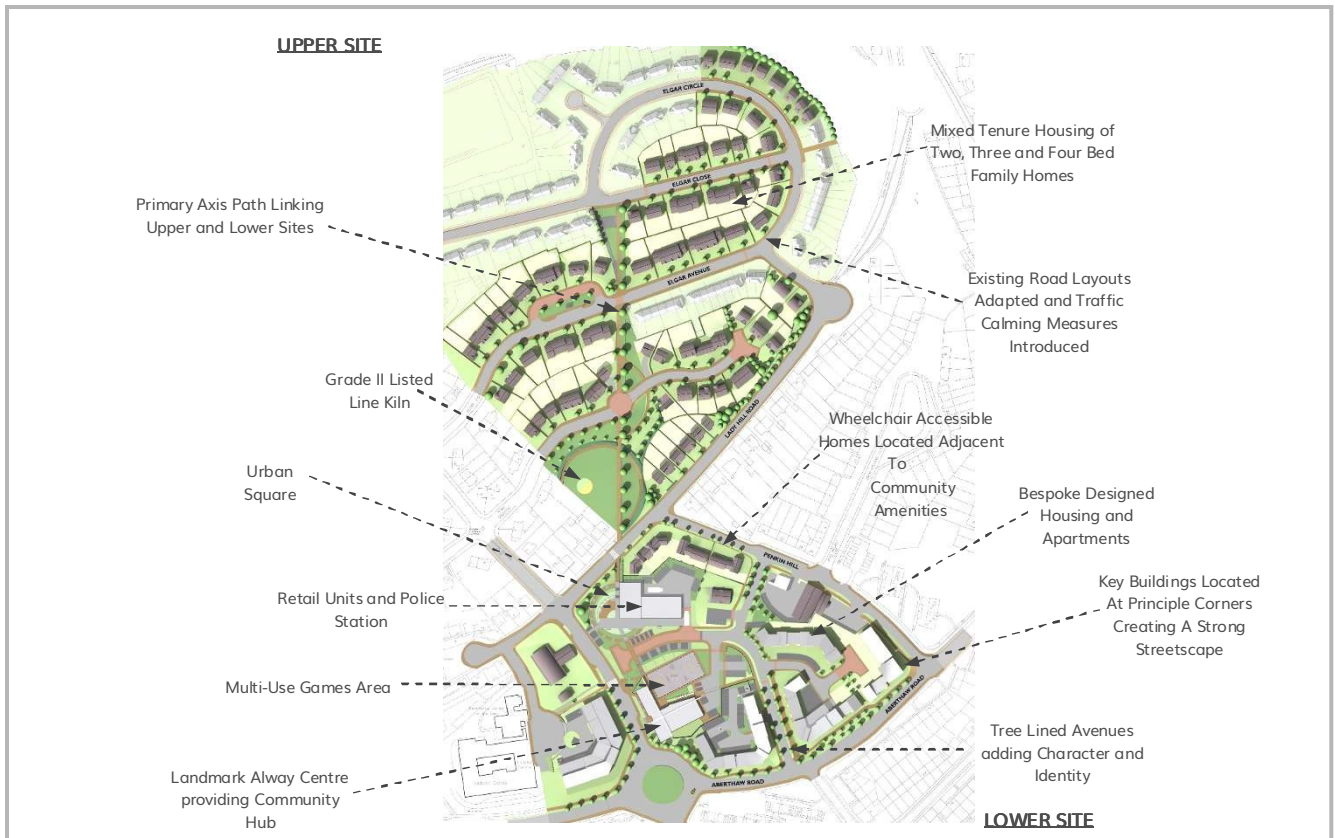 UPPER SITE
ELGAR CIRCLE
Mixed Tenure Housing of
Two, Three and Four Bed
Family Homes
ELGAR CLOSE
Primary Axis Path Linking
Upper and Lower Sites
ELGAR AVENUE
Existing Road Layouts
Adapted and Traffic
Calming Measures
Introduced
Grade II Listed
Line Kiln
LADY HILL ROAD
Wheelchair Accessible
Homes Located Adjacent
To
Community
Amenities
Urban
Square
Bespoke Designed
Housing and
Apartments
PENKIN HILL
Key Buildings Located
At Principle Corners
Creating A Strong
Streetscape
Retail Units and Police
Station
Multi-Use Games Area
ABERTHAW ROAD
Tree Lined Avenues
adding Character and
Identity
Landmark Alway Centre
providing Community
Hub
ABERTHAW ROAD
LOWER SITE